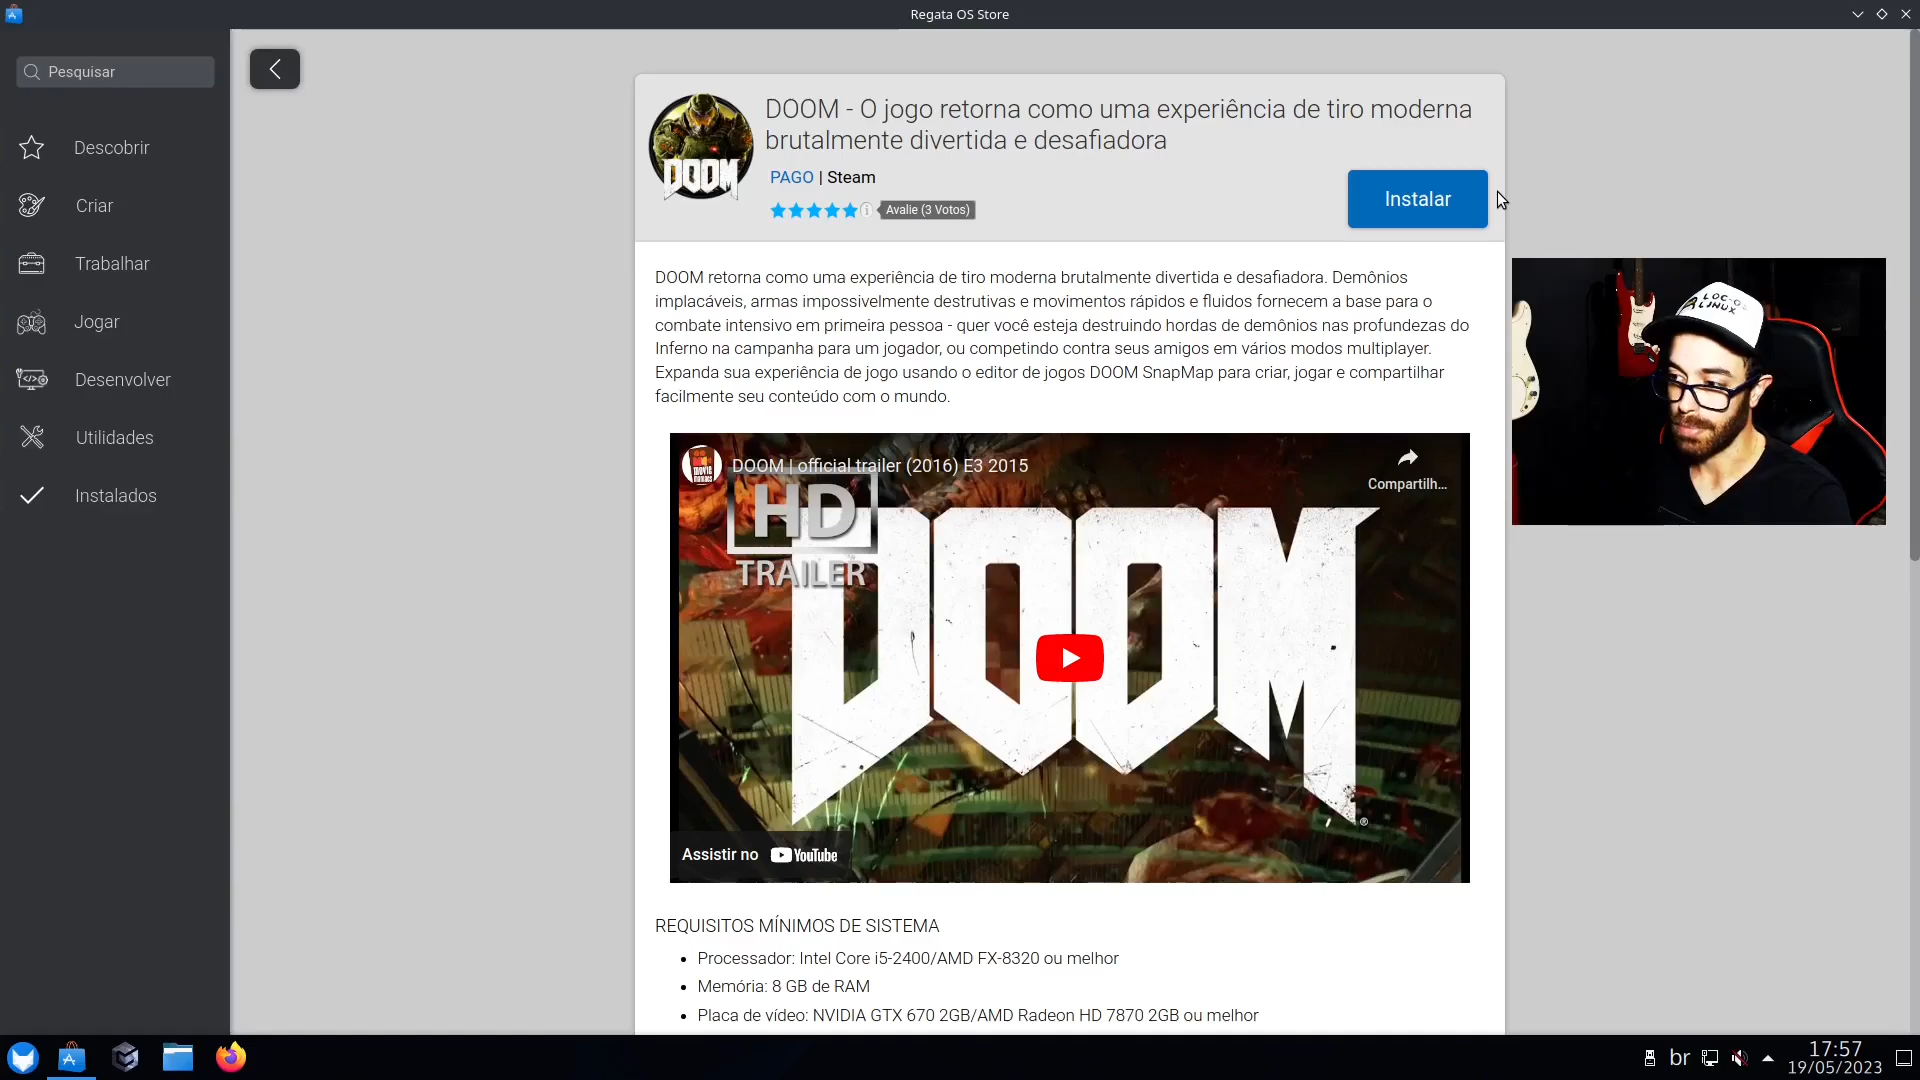 Regata OS Store
Pesquisar
Descobrir
Criar
Trabalhar
Jogar
Desenvolver
Utilidades
Instalados
DOOM
DOOM - O jogo retorna como uma experiência de tiro moderna
brutalmente divertida e desafiadora
PAGO | Steam
Avalie (3 Votos)
Instalar
DOOM retorna como uma experiência de tiro moderna brutalmente divertida e desafiadora. Demônios
implacáveis, armas impossivelmente destrutivas e movimentos rápidos e fluidos fornecem a base para o
combate intensivo em primeira pessoa - quer você esteja destruindo hordas de demônios nas profundezas do
Inferno na campanha para um jogador, ou competindo contra seus amigos em vários modos multiplayer.
Expanda sua experiência de jogo usando o editor de jogos DOOM SnapMap para criar, jogar e compartilhar
facilmente seu conteúdo com o mundo.
movie maniacs
DOOM | official trailer (2016) E3 2015
Compartilh...
HD
TRAILER
DOOM
®
Assistir no YouTube
LOC-OS
LINUX
REQUISITOS MÍNIMOS DE SISTEMA
• Processador: Intel Core i5-2400/AMD FX-8320 ou melhor
• Memória: 8 GB de RAM
• Placa de vídeo: NVIDIA GTX 670 2GB/AMD Radeon HD 7870 2GB ou melhor
br
17:57
19/05/2023